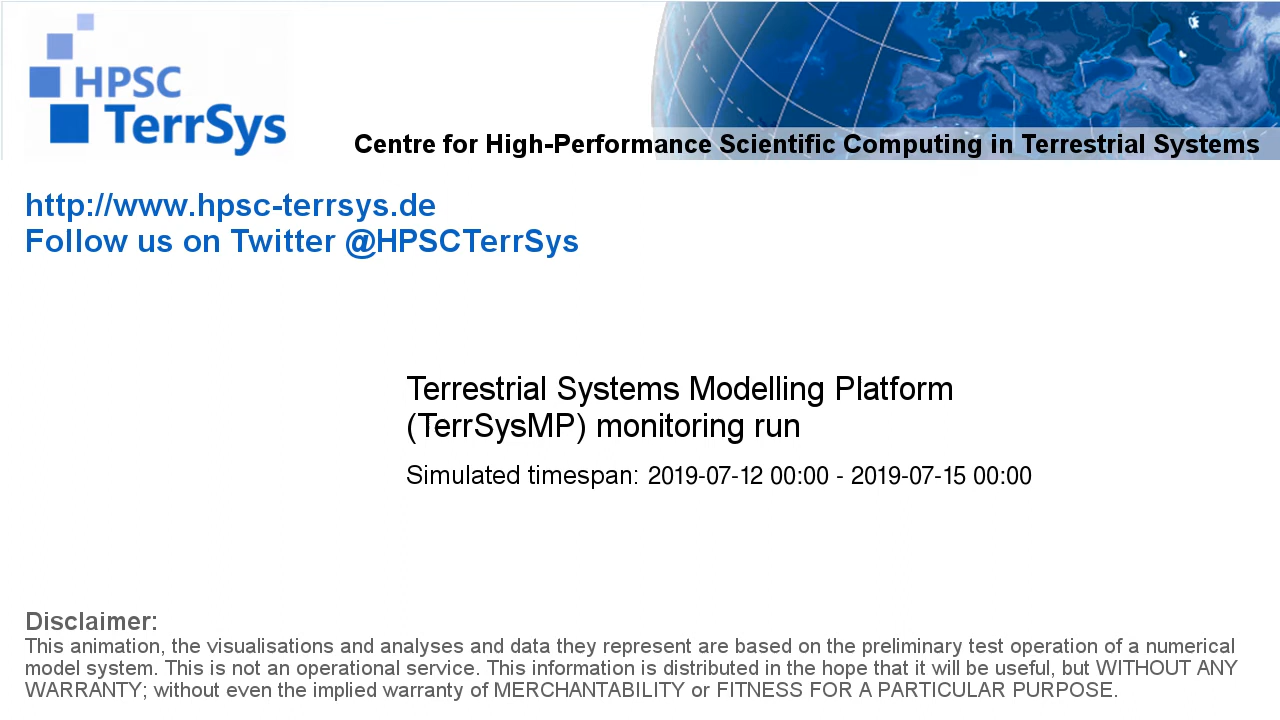 HPSC
TerrSys
Centre for High-Performance Scientific Computing in Terrestrial Systems
http://www.hpsc-terrsys.de
Follow us on Twitter @HPSCTerrSys
Terrestrial Systems Modelling Platform
(TerrSysMP) monitoring run
Simulated timespan: 2019-07-12 00:00 - 2019-07-15 00:00
Disclaimer:
This animation, the visualisations and analyses and data they represent are based on the preliminary test operation of a numerical
model system. This is not an operational service. This information is distributed in the hope that it will be useful, but WITHOUT ANY
WARRANTY; without even the implied warranty of MERCHANTABILITY or FITNESS FOR A PARTICULAR PURPOSE.